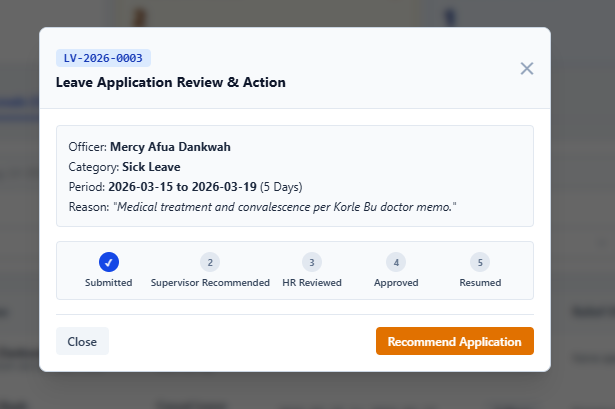 LV-2026-0003
Leave Application Review & Action
Officer: Mercy Afua Dankwah
Category: Sick Leave
Period: 2026-03-15 to 2026-03-19 (5 Days)
Reason: "Medical treatment and convalescence per Korle Bu doctor memo."
✓ 2 3 4 5
Submitted Supervisor Recommended HR Reviewed Approved Resumed
Close Recommend Application